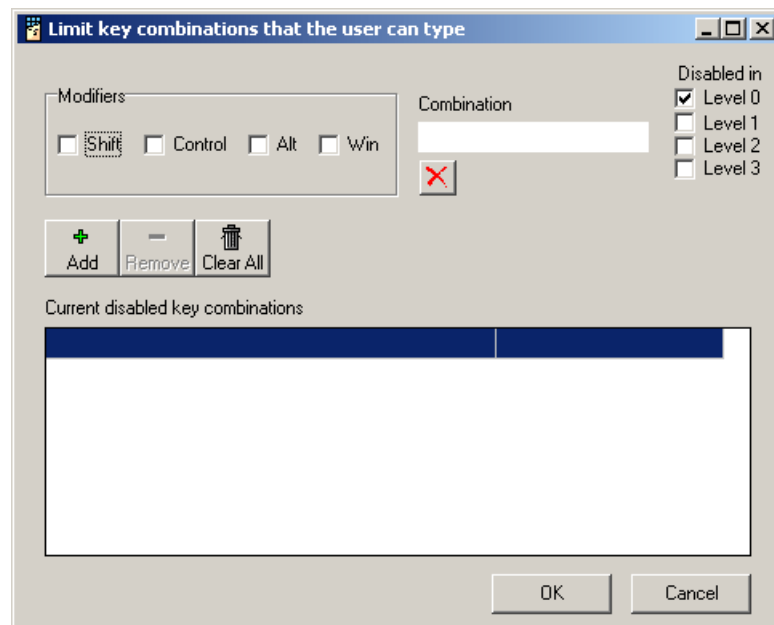 Limit key combinations that the user can type
Disabled in
Modifiers
Combination
Level 0
Level 1
Level 2
Level 3
Shift Control Alt Win
Add Remove Clear All
Current disabled key combinations
OK Cancel